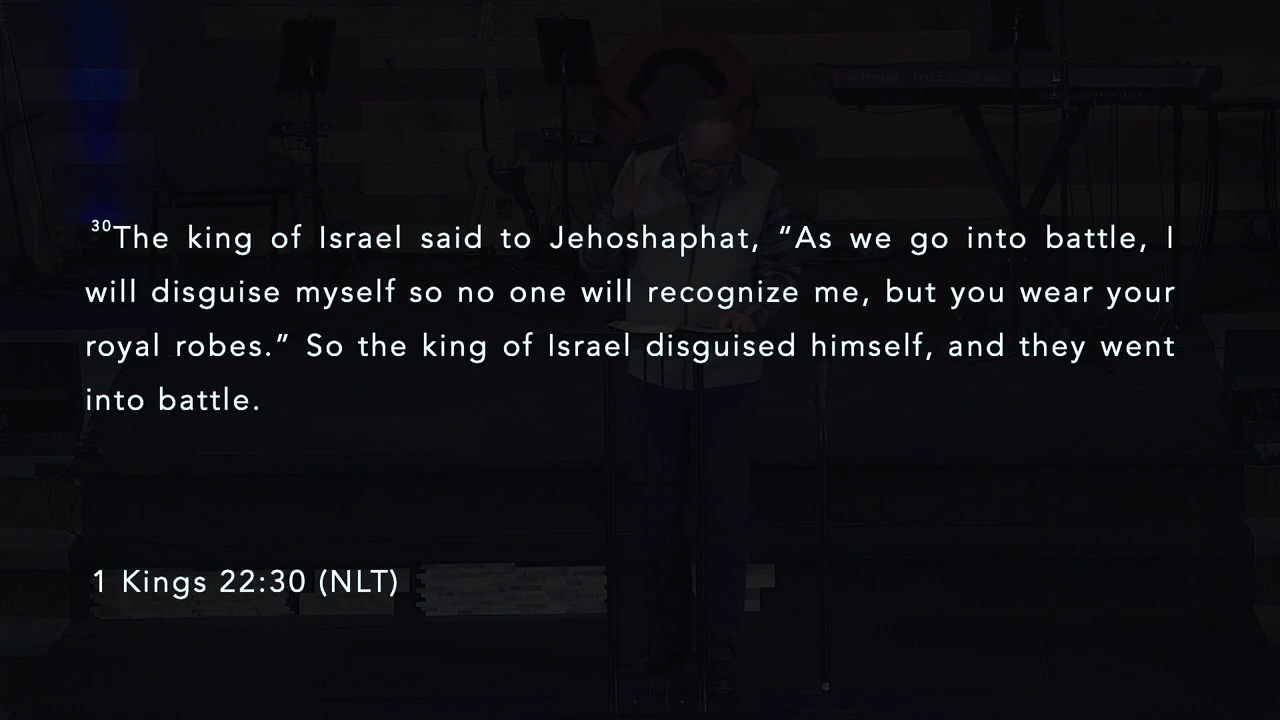 YAMAHA
30The king of Israel said to Jehoshaphat, “As we go into battle, I
will disguise myself so no one will recognize me, but you wear your
royal robes.” So the king of Israel disguised himself, and they went
into battle.
1 Kings 22:30 (NLT)